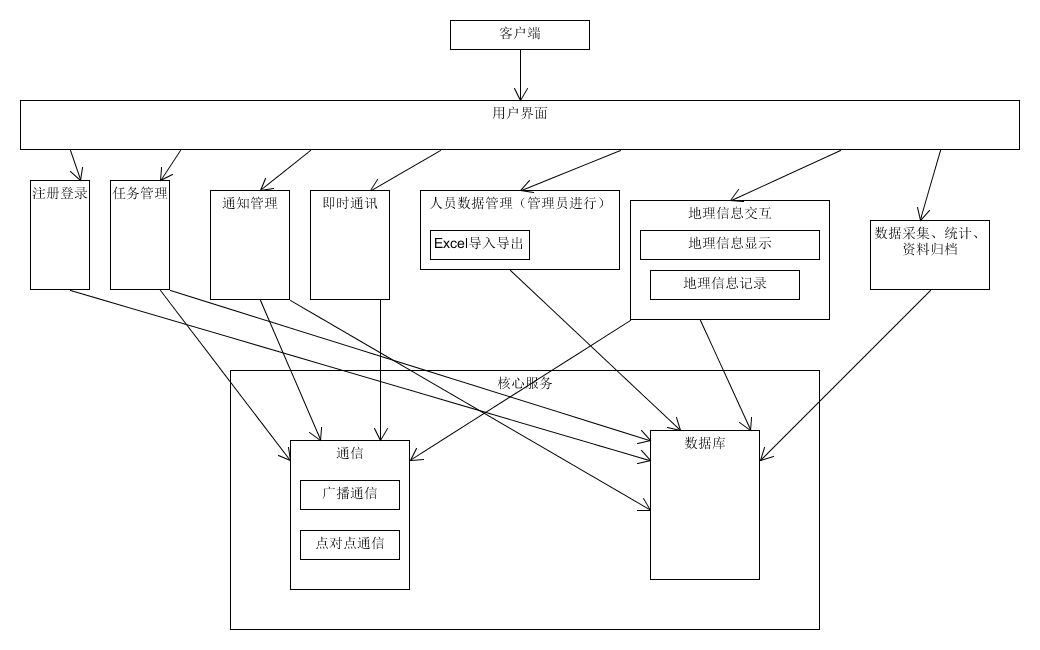 客户端
用户界面
注册登录
任务管理
通知管理
即时通讯
人员数据管理（管理员进行）
Excel导入导出
地理信息交互
地理信息显示
地理信息记录
数据采集、统计、
资料归档
核心服务
通信
广播通信
点对点通信
数据库